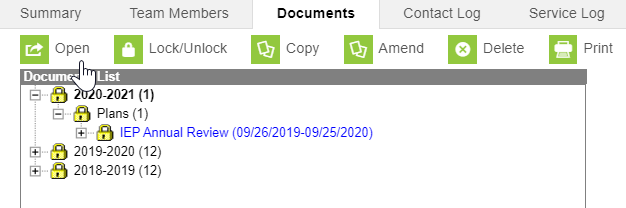 Summary Team Members Documents Contact Log Service Log
Open Lock/Unlock Copy Amend Delete Print
Document List
2020-2021 (1)
Plans (1)
IEP Annual Review (09/26/2019-09/25/2020)
2019-2020 (12)
2018-2019 (12)